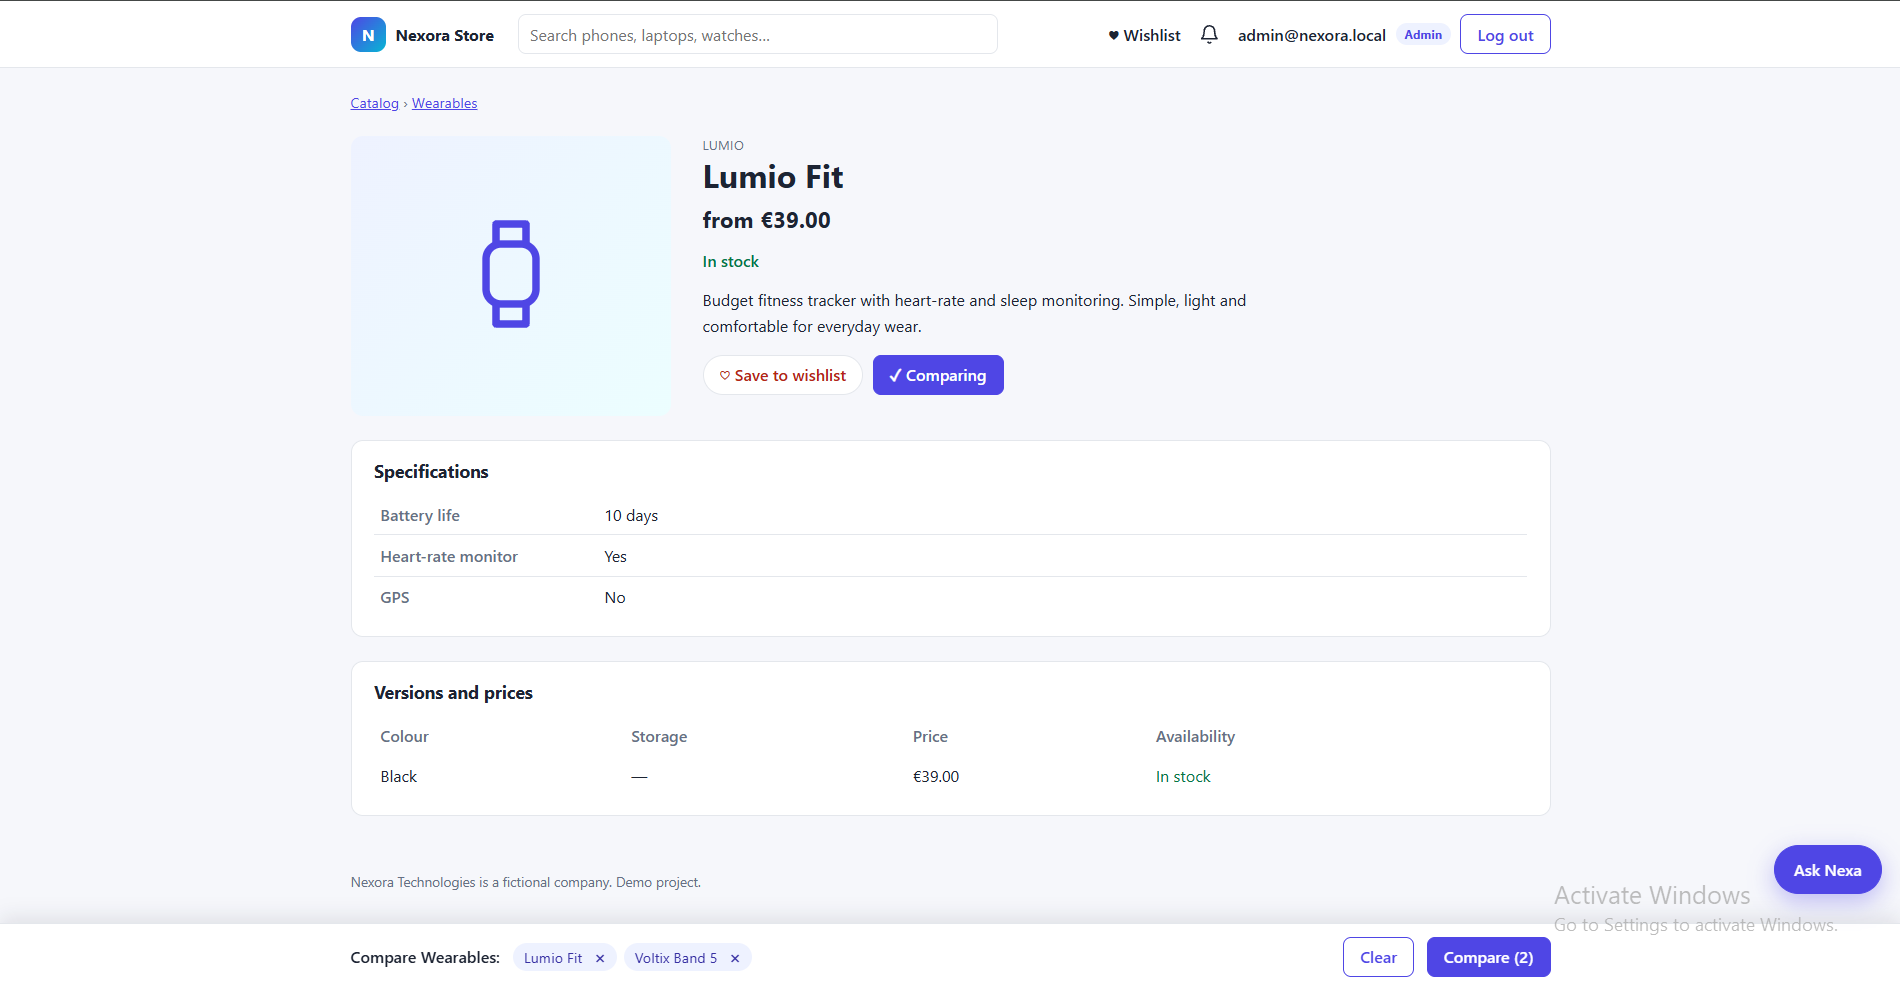 N Nexora Store Search phones, laptops, watches... ♥ Wishlist admin@nexora.local Admin Log out
Catalog › Wearables
LUMIO
Lumio Fit
from €39.00
In stock
Budget fitness tracker with heart-rate and sleep monitoring. Simple, light and
comfortable for everyday wear.
♡ Save to wishlist ✓ Comparing
Specifications
Battery life 10 days
Heart-rate monitor Yes
GPS No
Versions and prices
Colour Storage Price Availability
Black — €39.00 In stock
Ask Nexa
Nexora Technologies is a fictional company. Demo project.
Activate Windows
Go to Settings to activate Windows.
Compare Wearables: Lumio Fit ✕ Voltix Band 5 ✕ Clear Compare (2)